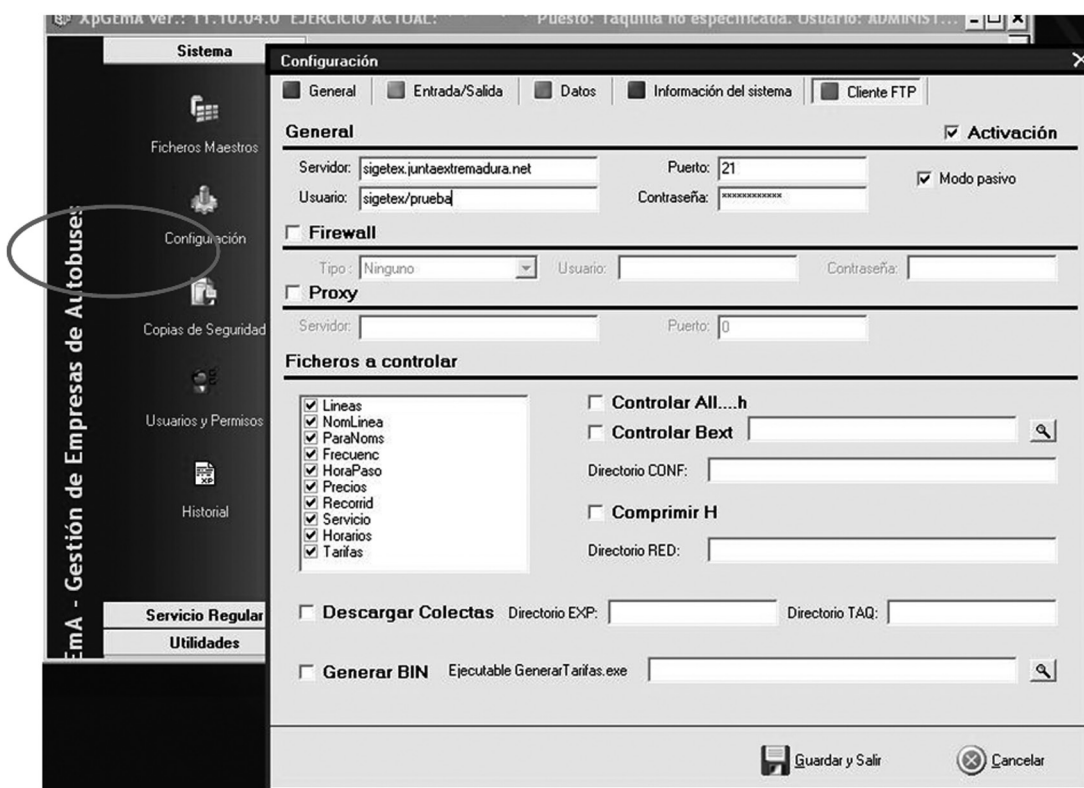 XpGEmA Ver.: 11.10.04.0 EJERCICIO ACTUAL: Puesto: Taquilla no especificada. Usuario: ADMINIST...
EmA - Gestión de Empresas de Autobuses
Sistema
Ficheros Maestros
Configuración
Copias de Seguridad
Usuarios y Permisos
Historial
Servicio Regular
Utilidades
Configuración
General Entrada/Salida Datos Información del sistema Cliente FTP
General Activación
Servidor: sigetex.juntaextremadura.net Puerto: 21 Modo pasivo
Usuario: sigetex/prueba Contraseña: ************
Firewall
Tipo : Ninguno Usuario: Contraseña:
Proxy
Servidor: Puerto: 0
Ficheros a controlar
Lineas
NomLinea
ParaNoms
Frecuenc
HoraPaso
Precios
Recorrid
Servicio
Horarios
Tarifas
Controlar All....h
Controlar Bext
Directorio CONF:
Comprimir H
Directorio RED:
Descargar Colectas Directorio EXP: Directorio TAQ:
Generar BIN Ejecutable GenerarTarifas.exe
Guardar y Salir Cancelar